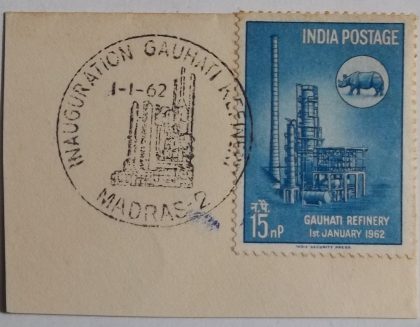 INAUGURATION GAUHATI REFINERY
1-1-62
MADRAS-2
INDIA POSTAGE
न.पै.
15 nP
GAUHATI REFINERY
1st JANUARY 1962
INDIA SECURITY PRESS